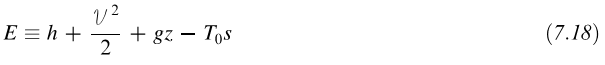 E ≡ h + 𝒱²/2 + gz − T₀s (7.18)